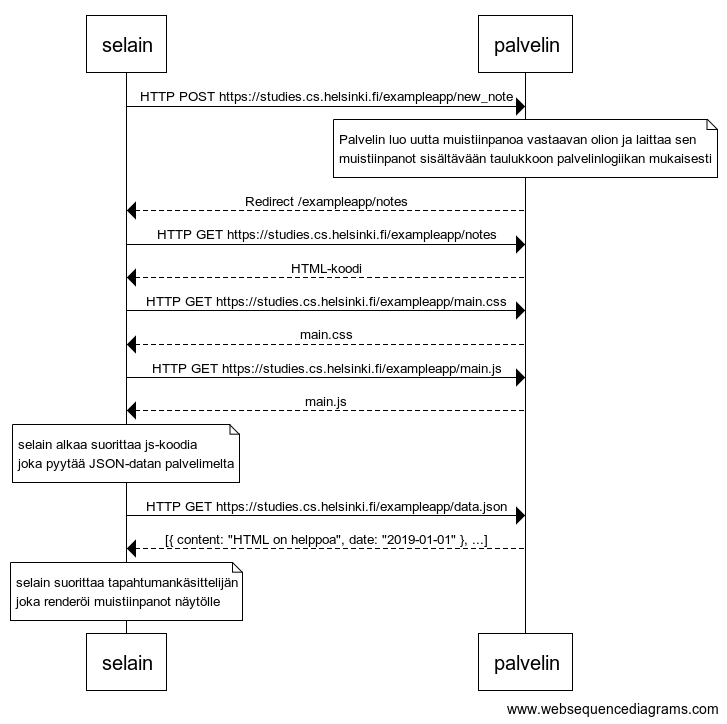 selain
palvelin
HTTP POST https://studies.cs.helsinki.fi/exampleapp/new_note
Palvelin luo uutta muistiinpanoa vastaavan olion ja laittaa sen
muistiinpanot sisältävään taulukkoon palvelinlogiikan mukaisesti
Redirect /exampleapp/notes
HTTP GET https://studies.cs.helsinki.fi/exampleapp/notes
HTML-koodi
HTTP GET https://studies.cs.helsinki.fi/exampleapp/main.css
main.css
HTTP GET https://studies.cs.helsinki.fi/exampleapp/main.js
main.js
selain alkaa suorittaa js-koodia
joka pyytää JSON-datan palvelimelta
HTTP GET https://studies.cs.helsinki.fi/exampleapp/data.json
[{ content: "HTML on helppoa", date: "2019-01-01" }, ...]
selain suorittaa tapahtumankäsittelijän
joka renderöi muistiinpanot näytölle
selain
palvelin
www.websequencediagrams.com